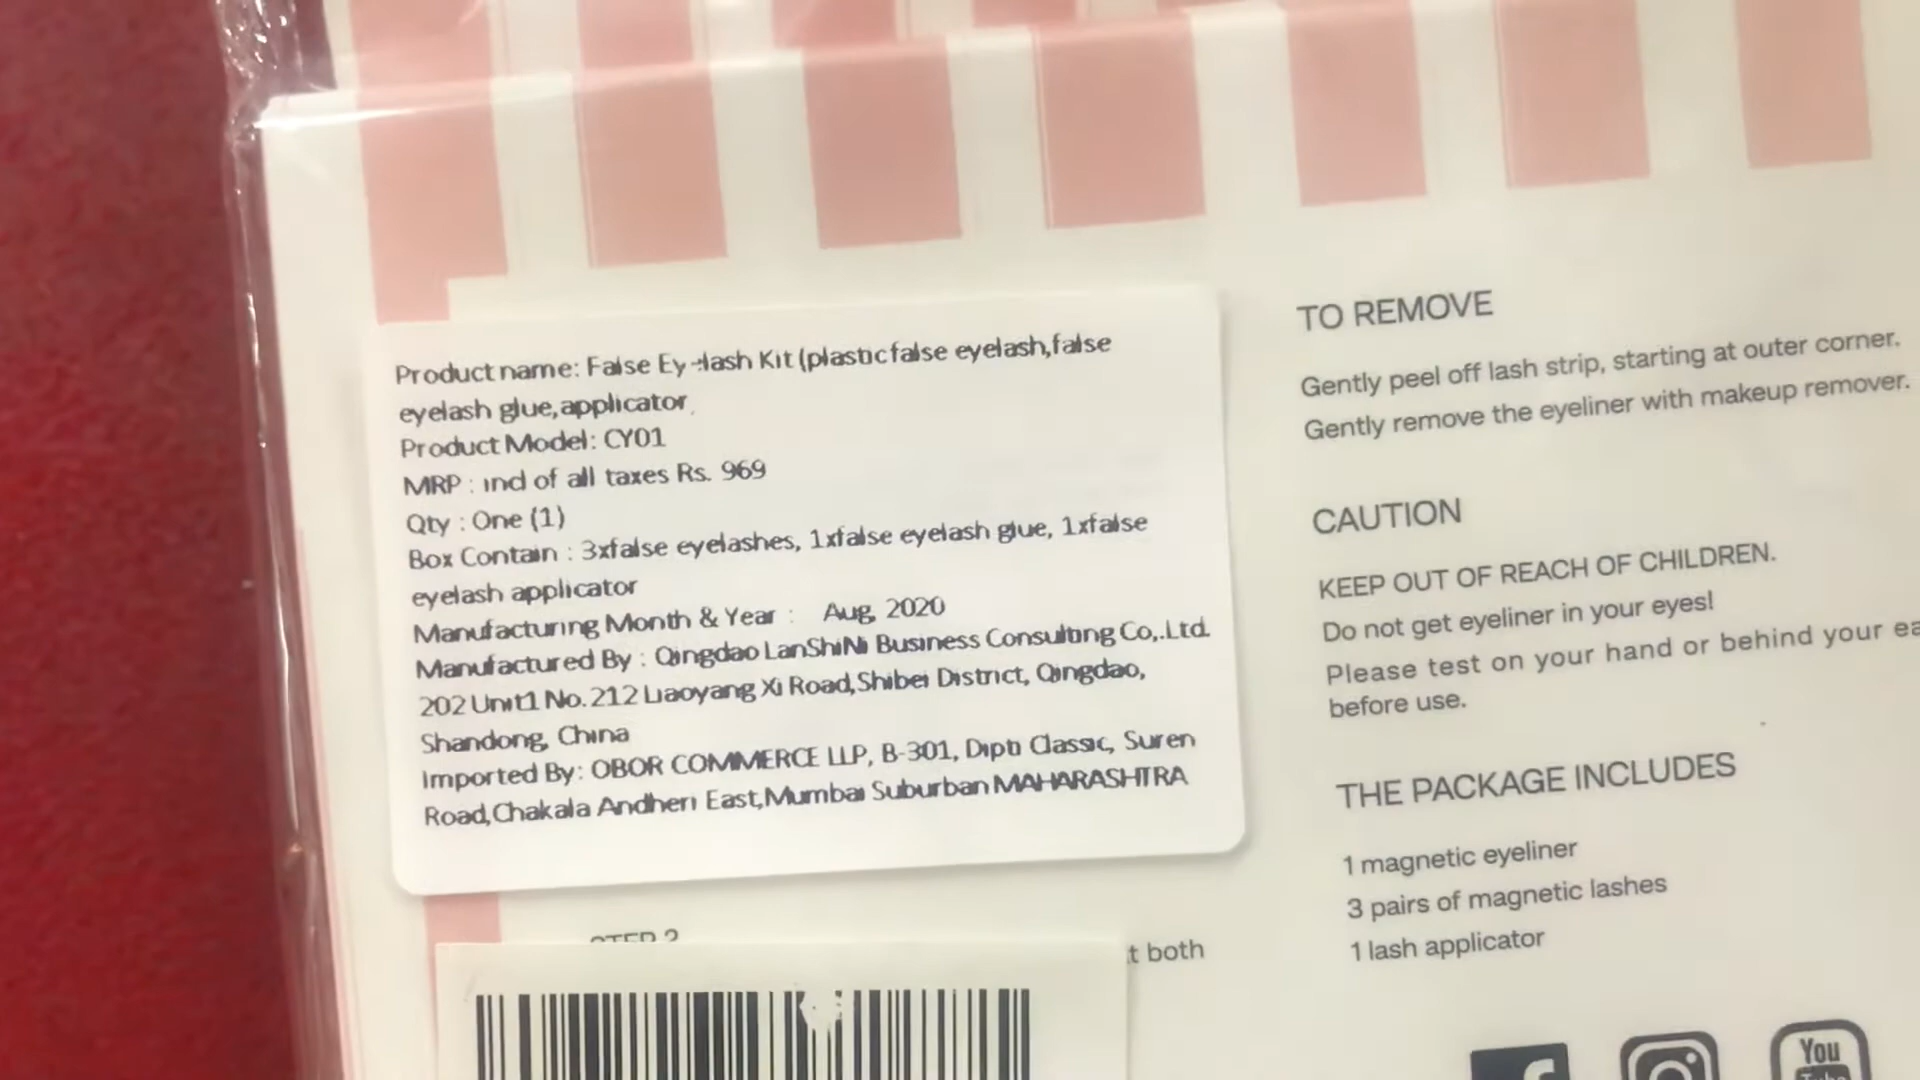 Product name: False Ey lash Kit (plastic false eyelash,false
eyelash glue,applicator
Product Model: CY01
MRP : incl of all taxes Rs. 969
Qty : One (1)
Box Contain : 3xfalse eyelashes, 1xfalse eyelash glue, 1xfalse
eyelash applicator
Manufacturing Month & Year : Aug, 2020
Manufactured By : Qingdao LanShiNi Business Consulting Co,.Ltd.
202 Unit1 No.212 Liaoyang Xi Road,Shibei District, Qingdao,
Shandong, China
Imported By: OBOR COMMERCE LLP, B-301, Dipti Classic, Suren
Road,Chakala Andheri East,Mumbai Suburban MAHARASHTRA
STEP 2
t both
TO REMOVE
Gently peel off lash strip, starting at outer corner.
Gently remove the eyeliner with makeup remover.
CAUTION
KEEP OUT OF REACH OF CHILDREN.
Do not get eyeliner in your eyes!
Please test on your hand or behind your ea
before use.
THE PACKAGE INCLUDES
1 magnetic eyeliner
3 pairs of magnetic lashes
1 lash applicator
You